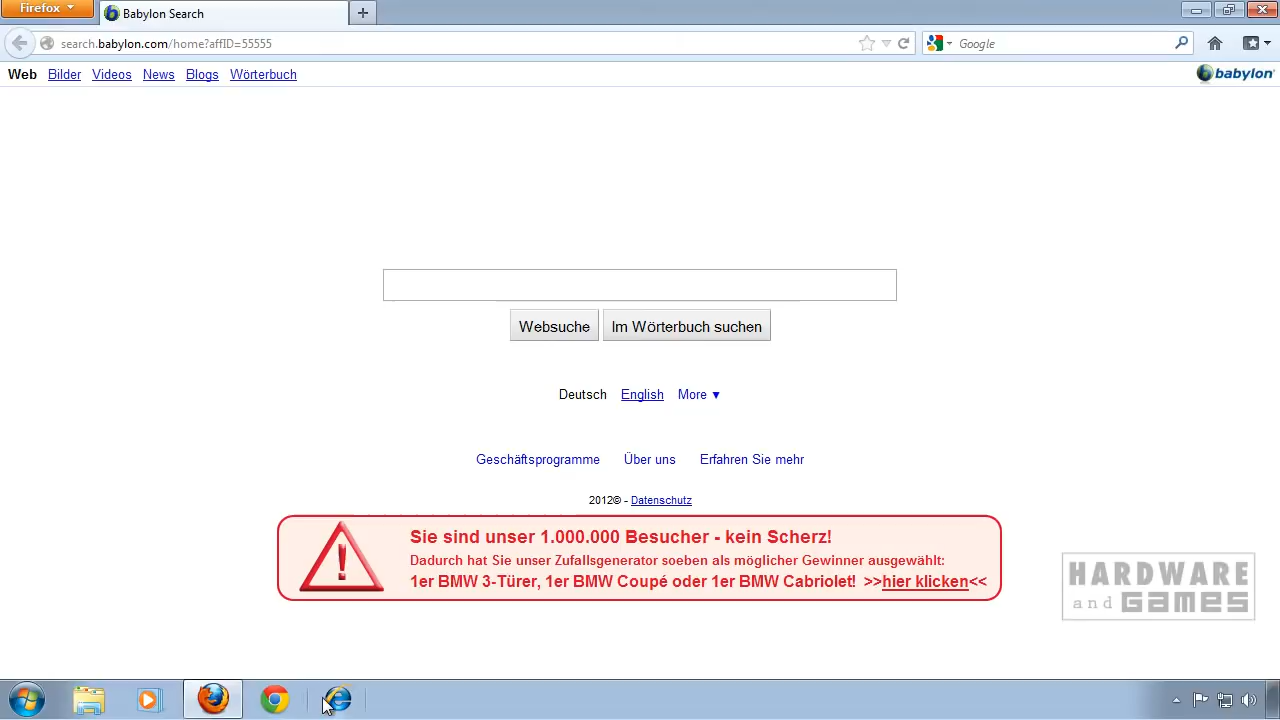 Firefox
Babylon Search
search.babylon.com/home?affID=55555
Google
Web Bilder Videos News Blogs Wörterbuch
babylon
Websuche Im Wörterbuch suchen
Deutsch English More ▼
Geschäftsprogramme Über uns Erfahren Sie mehr
2012© - Datenschutz
Sie sind unser 1.000.000 Besucher - kein Scherz!
Dadurch hat Sie unser Zufallsgenerator soeben als möglicher Gewinner ausgewählt:
1er BMW 3-Türer, 1er BMW Coupé oder 1er BMW Cabriolet! >>hier klicken<<
HARDWARE
and GAMES